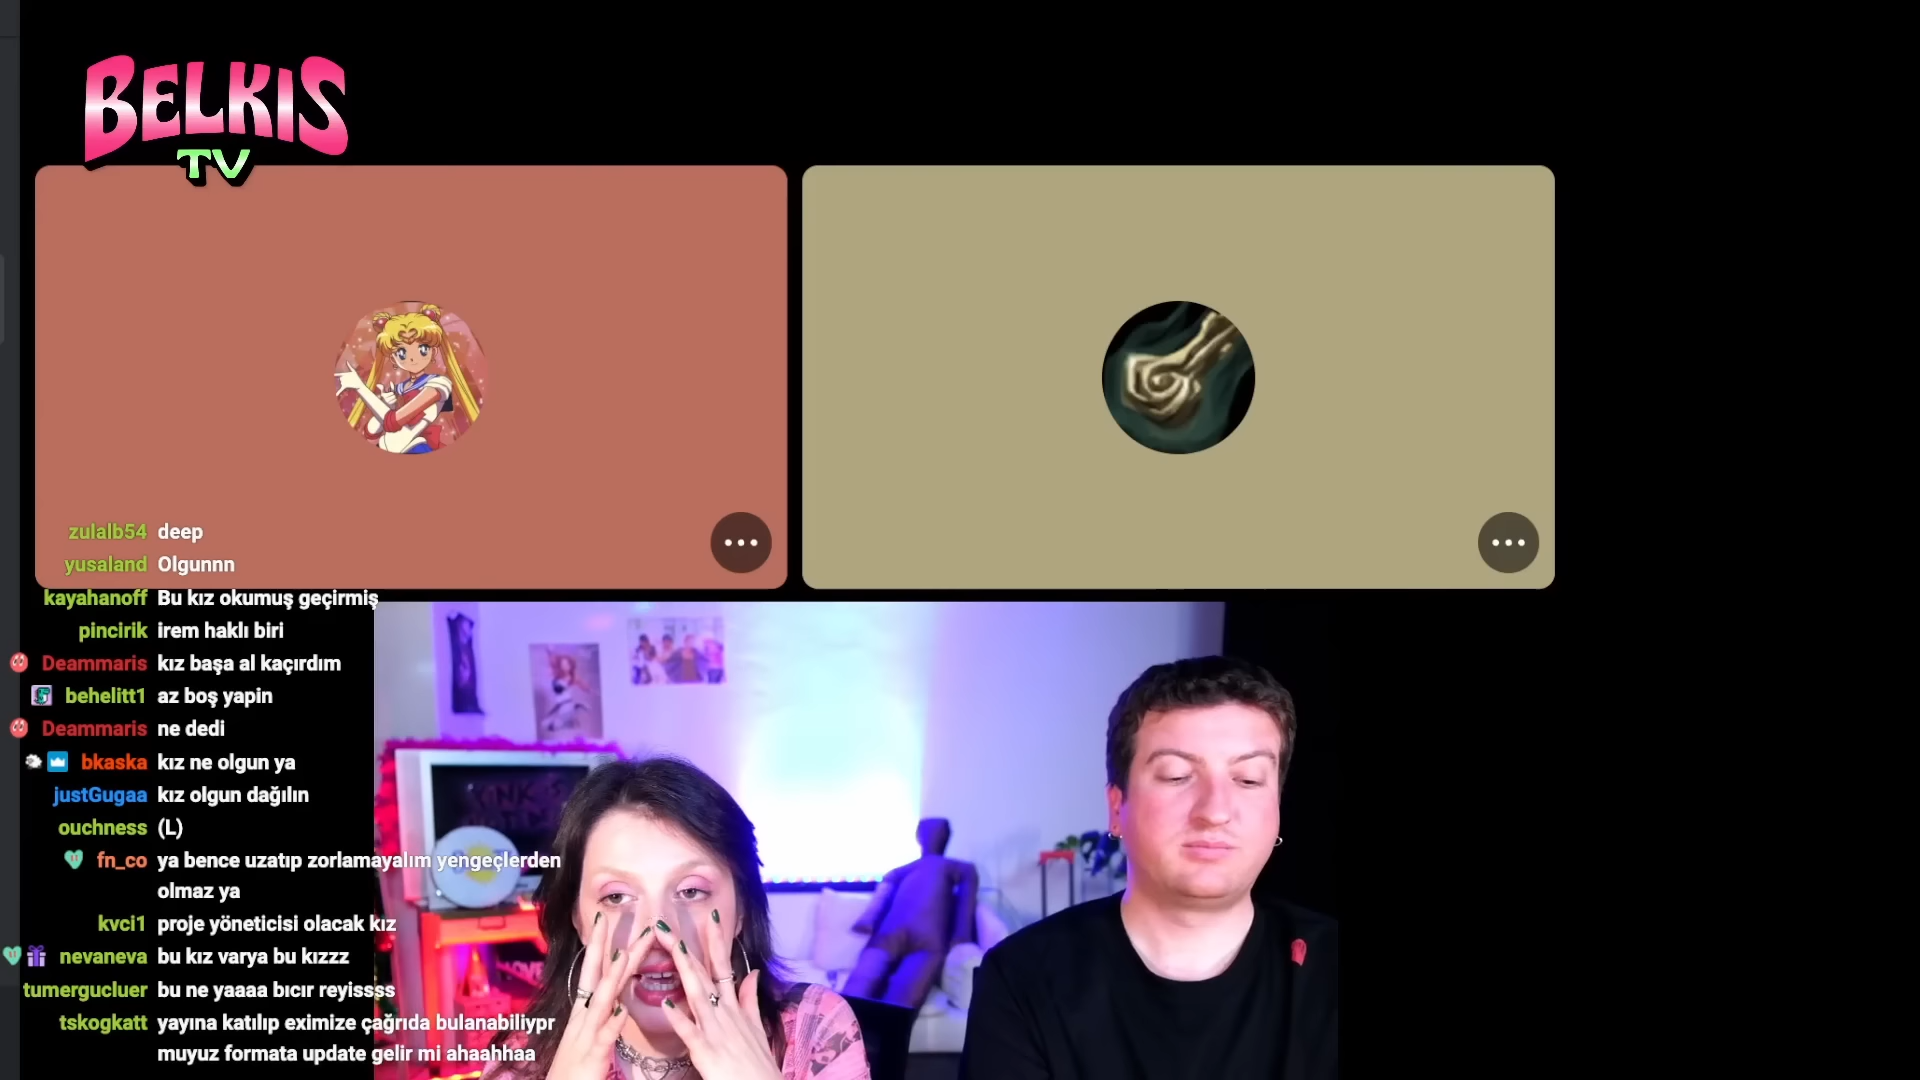 BELKIS
TV
zulalb54 deep
yusaland Olgunnn
kayahanoff Bu kız okumuş geçirmiş
pincirik irem haklı biri
Deammaris kız başa al kaçırdım
behelitt1 az boş yapin
Deammaris ne dedi
bkaska kız ne olgun ya
justGugaa kız olgun dağılın
ouchness (L)
fn_co ya bence uzatıp zorlamayalım yengeçlerden
olmaz ya
kvci1 proje yöneticisi olacak kız
nevaneva bu kız varya bu kızzz
tumergucluer bu ne yaaaa bıcır reyissss
tskogkatt yayına katılıp eximize çağrıda bulanabiliypr
muyuz formata update gelir mi ahaahhaa